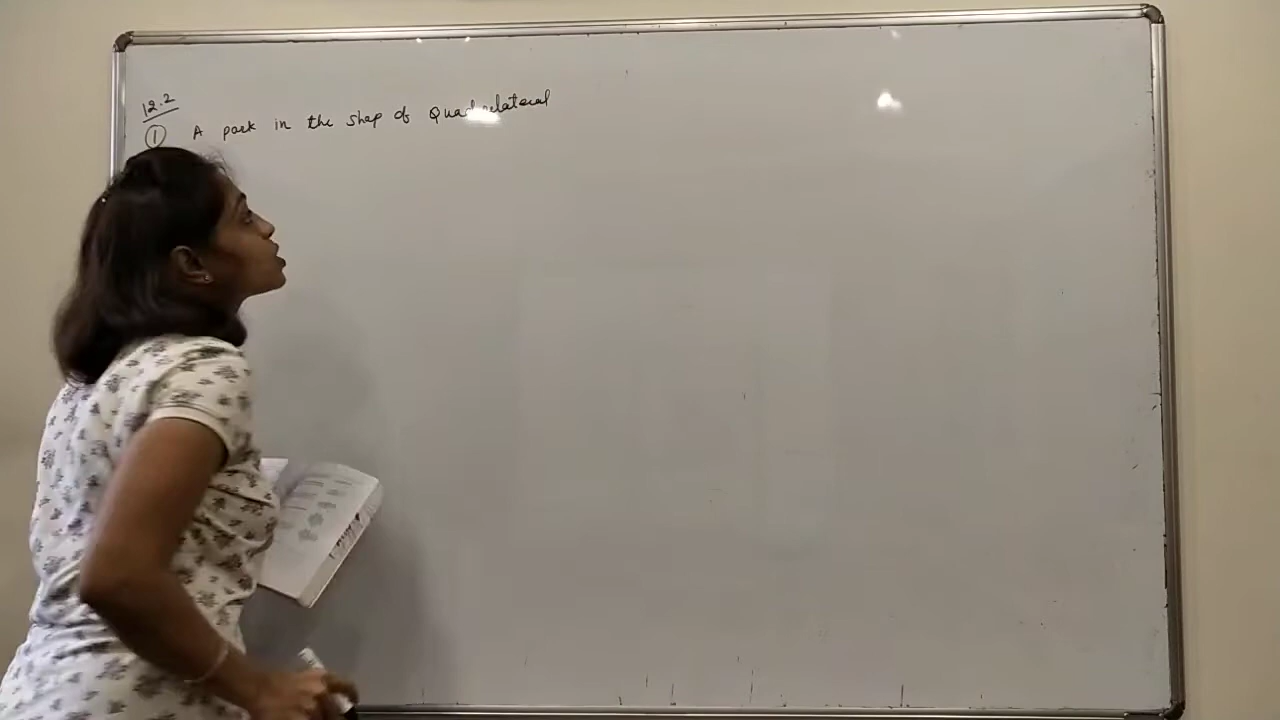 12.2
① A park in the shap of Quadrilateral